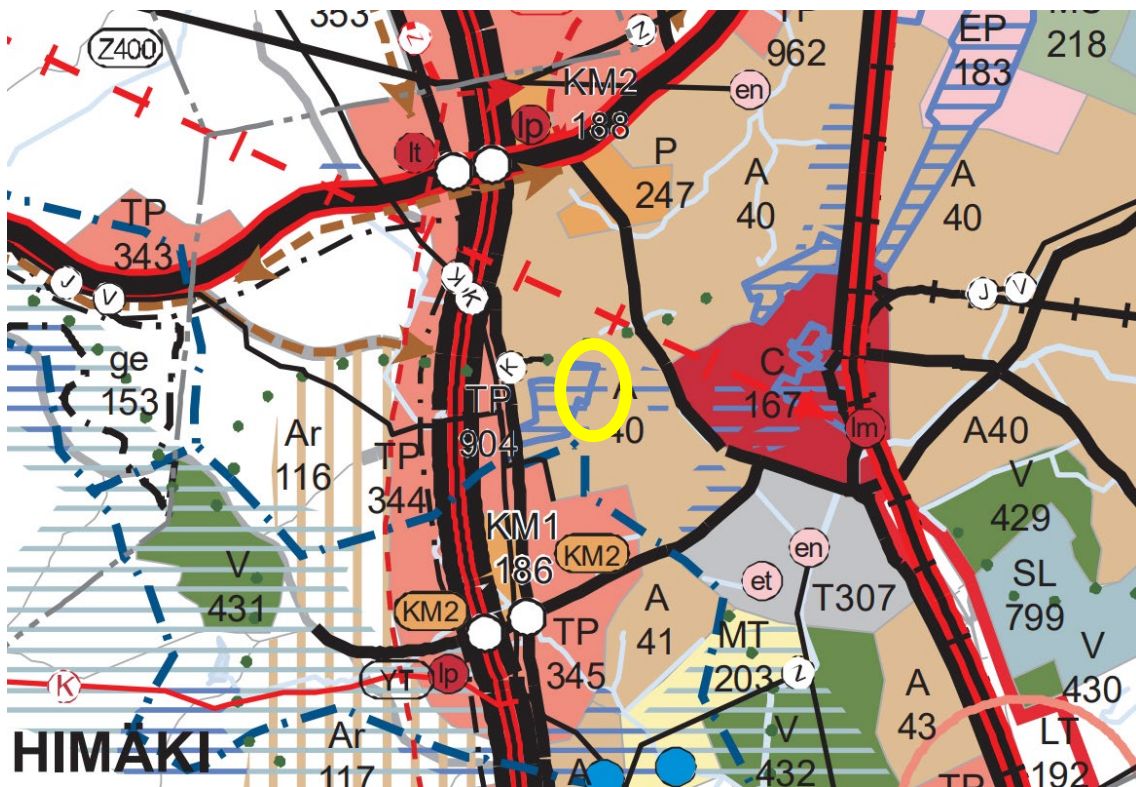 353
Z
Z
Z400
KM2
188
lp
lt
en
TP
962
EP
183
218
P
247
A
40
A
40
TP
343
J
V
K
K
J
V
ge
153
K
TP
904
A
40
C
167
lm
A40
Ar
116
TP
344
V
429
KM1
186
KM2
en
et
T307
SL
799
V
431
KM2
A
41
TP
345
MT
203
Z
V
430
K
YT
lp
A
43
HIMÄKI
Ar
117
V
432
LT
192
A
TP